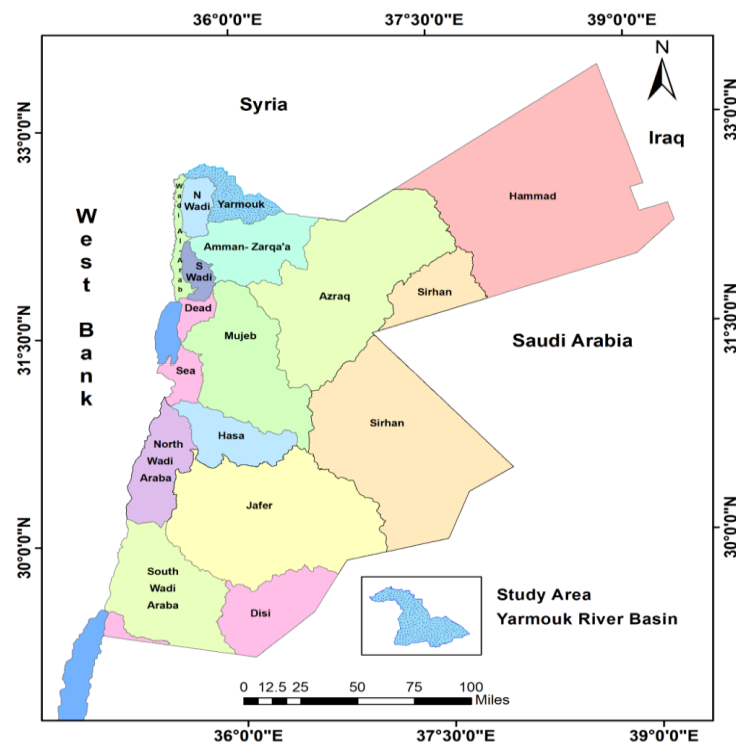 36°0'0"E
37°30'0"E
39°0'0"E
N
33°0'0"N
33°0'0"N
Syria
Iraq
Hammad
N
Wadi
Yarmouk
Wadi Al-Arab
West Bank
Amman- Zarqa'a
S
Wadi
Azraq
Sirhan
Dead
Mujeb
31°30'0"N
31°30'0"N
Saudi Arabia
Sea
Sirhan
Hasa
North
Wadi
Araba
Jafer
30°0'0"N
30°0'0"N
South
Wadi
Araba
Disi
Study Area
Yarmouk River Basin
0 12.5 25 50 75 100
Miles
36°0'0"E
37°30'0"E
39°0'0"E